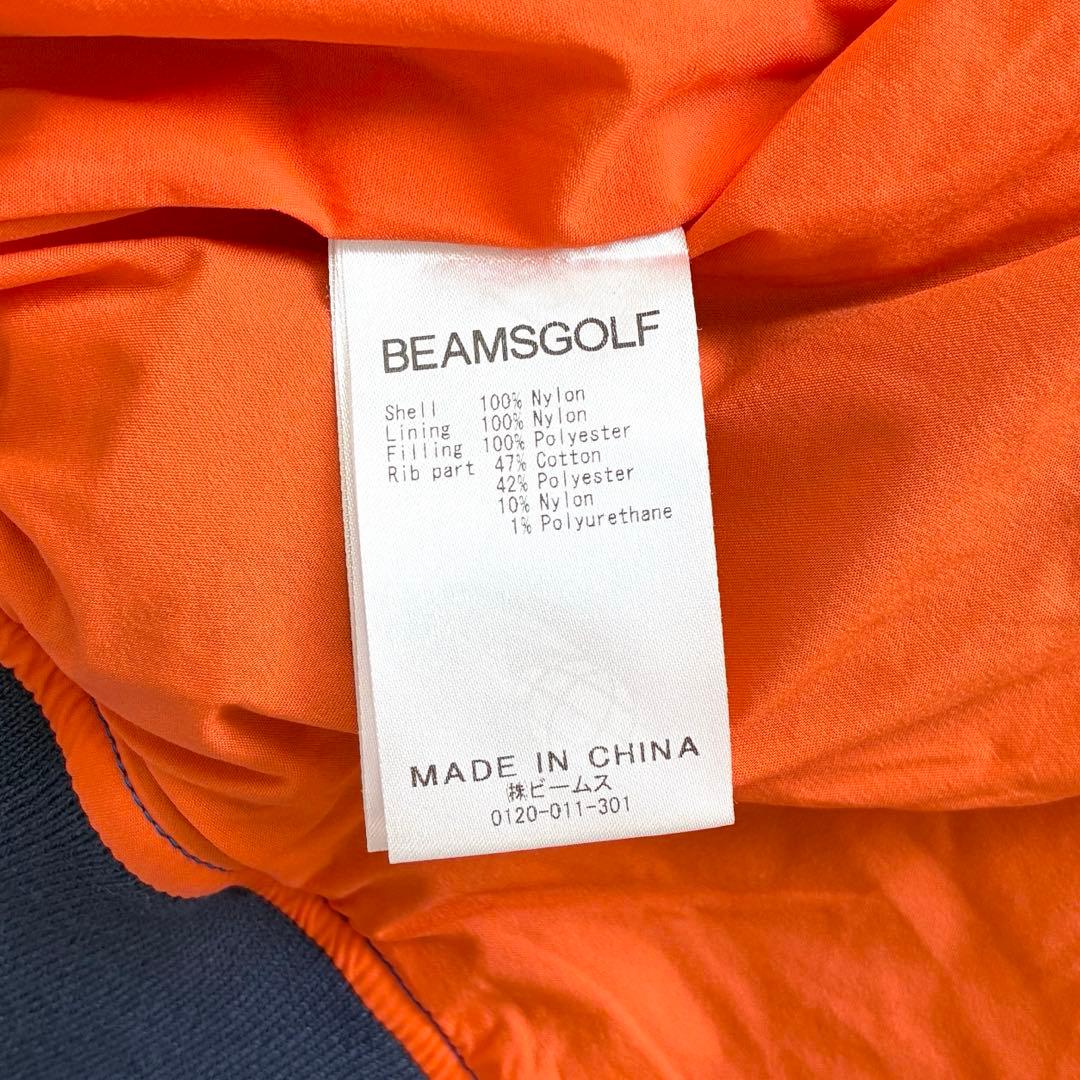 BEAMSGOLF
Shell 100% Nylon
Lining 100% Nylon
Filling 100% Polyester
Rib part 47% Cotton
42% Polyester
10% Nylon
1% Polyurethane
MADE IN CHINA
㈱ビームス
0120-011-301